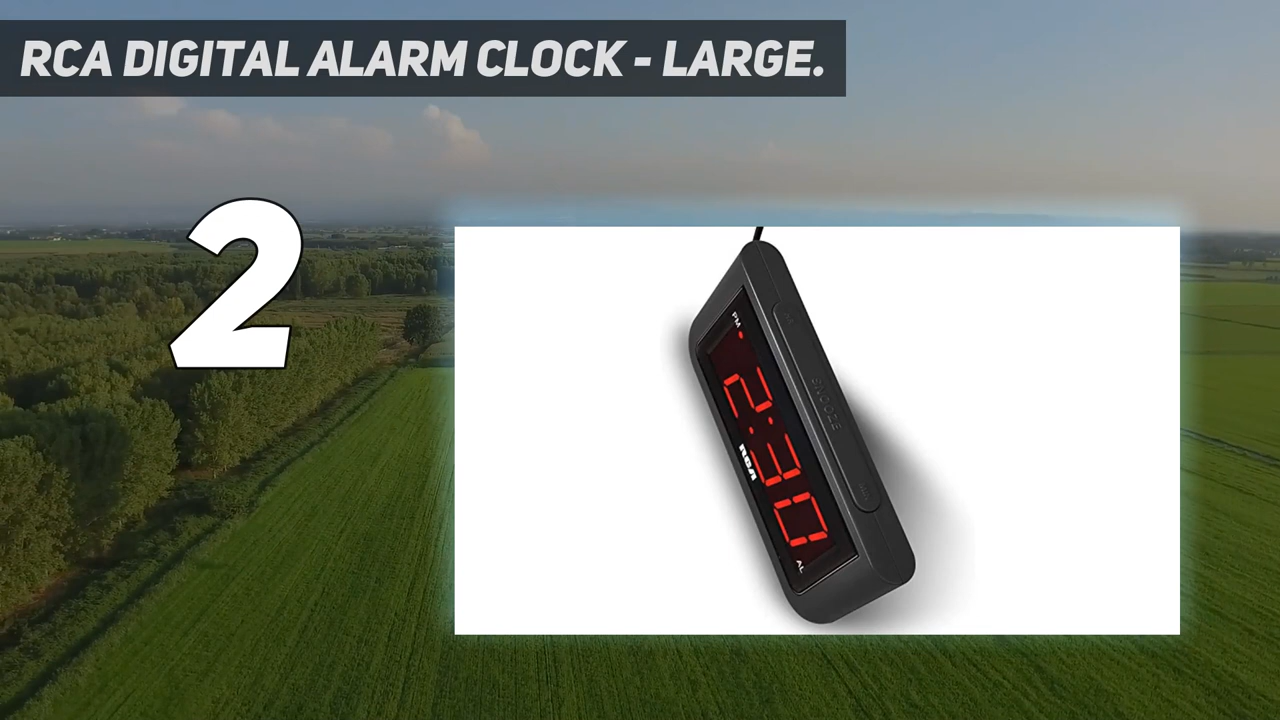 RCA DIGITAL ALARM CLOCK - LARGE.
2
PM
2:30
RCA
SNOOZE
AL